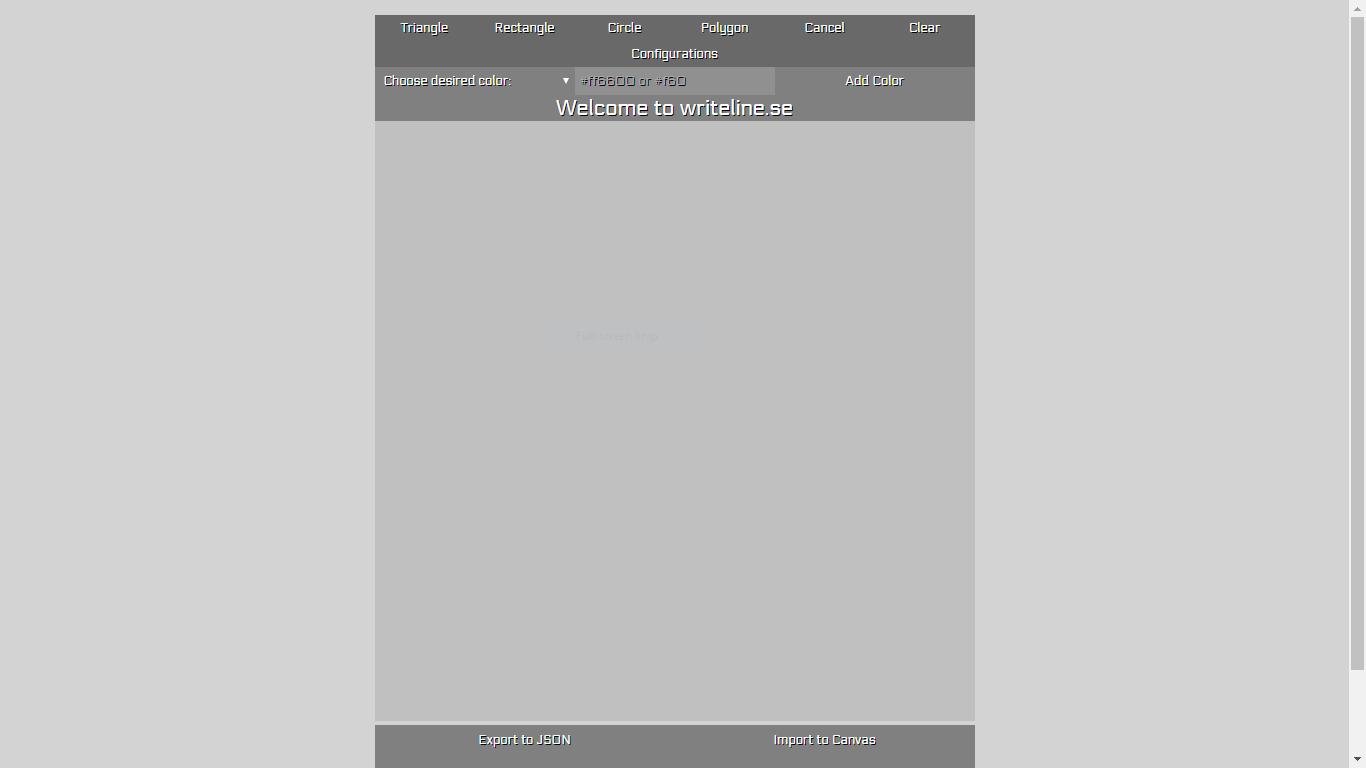 Triangle Rectangle Circle Polygon Cancel Clear
Configurations
Choose desired color: ▼ #ff6600 or #f60 Add Color
Welcome to writeline.se
Export to JSON Import to Canvas